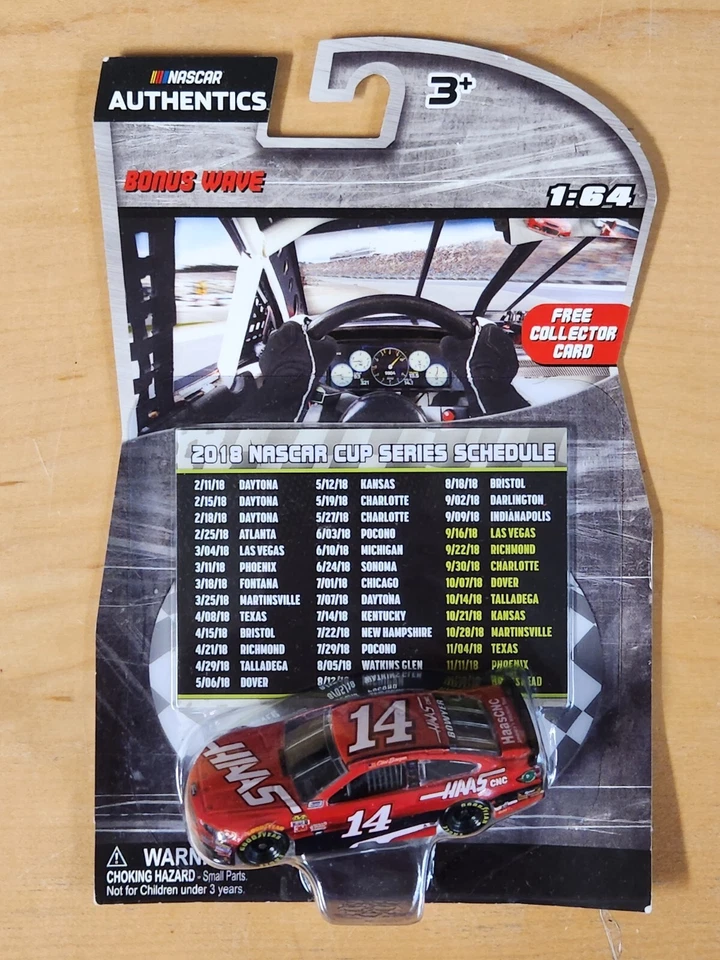 NASCAR
AUTHENTICS
3+
BONUS WAVE
1:64
FREE
COLLECTOR
CARD
2018 NASCAR CUP SERIES SCHEDULE
2/11/18 DAYTONA
2/15/18 DAYTONA
2/18/18 DAYTONA
2/25/18 ATLANTA
3/04/18 LAS VEGAS
3/11/18 PHOENIX
3/18/18 FONTANA
3/25/18 MARTINSVILLE
4/08/18 TEXAS
4/15/18 BRISTOL
4/21/18 RICHMOND
4/29/18 TALLADEGA
5/06/18 DOVER
5/12/18 KANSAS
5/19/18 CHARLOTTE
5/27/18 CHARLOTTE
6/03/18 POCONO
6/10/18 MICHIGAN
6/24/18 SONOMA
7/01/18 CHICAGO
7/07/18 DAYTONA
7/14/18 KENTUCKY
7/22/18 NEW HAMPSHIRE
7/29/18 POCONO
8/05/18 WATKINS GLEN
8/18/18 BRISTOL
9/02/18 DARLINGTON
9/09/18 INDIANAPOLIS
9/16/18 LAS VEGAS
9/22/18 RICHMOND
9/30/18 CHARLOTTE
10/07/18 DOVER
10/14/18 TALLADEGA
10/21/18 KANSAS
10/28/18 MARTINSVILLE
11/04/18 TEXAS
11/11/18 PHOENIX
14
HAAS
BOWYER
HaasCNC
HAAS
HAAS CNC
14
GOODYEAR
GOODYEAR
CHOKING HAZARD - Small Parts.
Not for Children under 3 years.